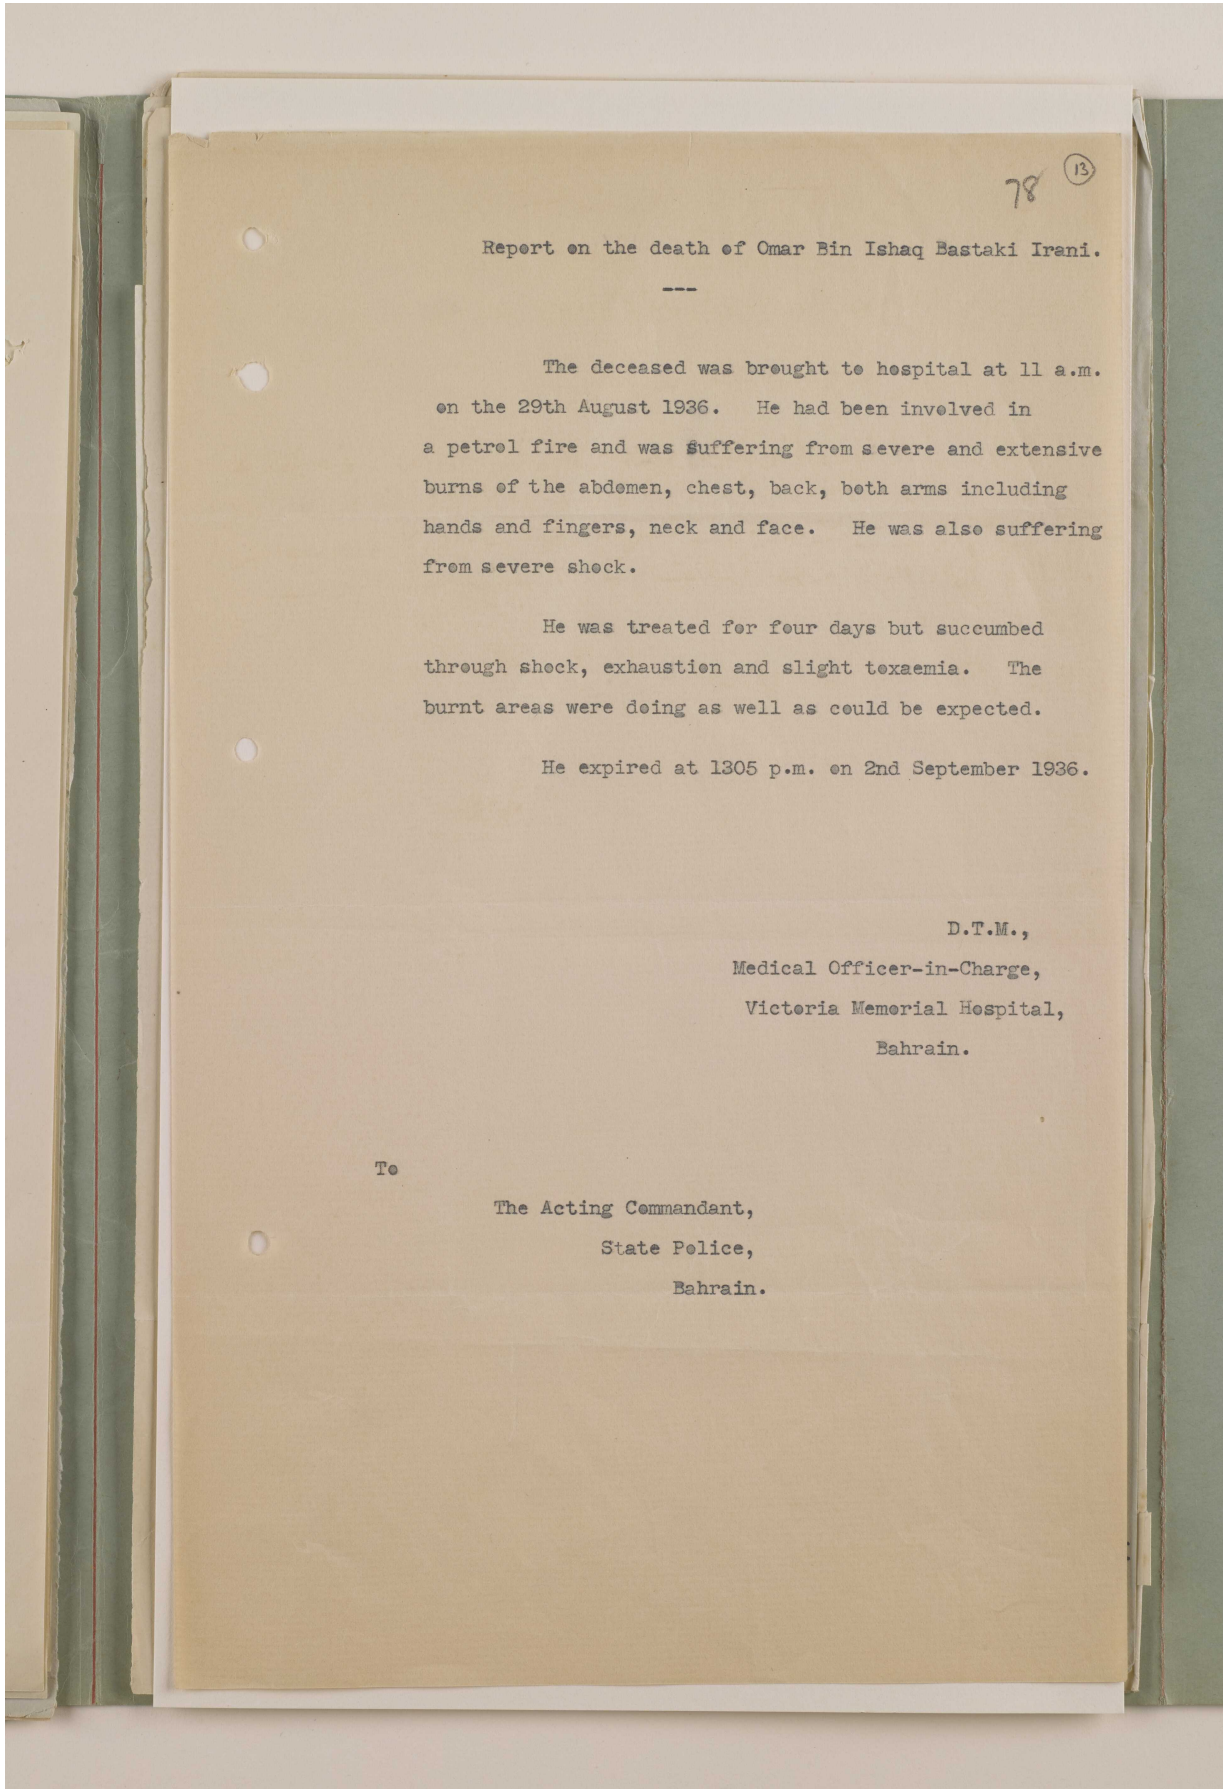 13
78
Report on the death of Omar Bin Ishaq Bastaki Irani.
---
The deceased was brought to hospital at 11 a.m.
on the 29th August 1936. He had been involved in
a petrol fire and was suffering from severe and extensive
burns of the abdomen, chest, back, both arms including
hands and fingers, neck and face. He was also suffering
from severe shock.
He was treated for four days but succumbed
through shock, exhaustion and slight toxaemia. The
burnt areas were doing as well as could be expected.
He expired at 1305 p.m. on 2nd September 1936.
D.T.M.,
Medical Officer-in-Charge,
Victoria Memorial Hospital,
Bahrain.
To
The Acting Commandant,
State Police,
Bahrain.